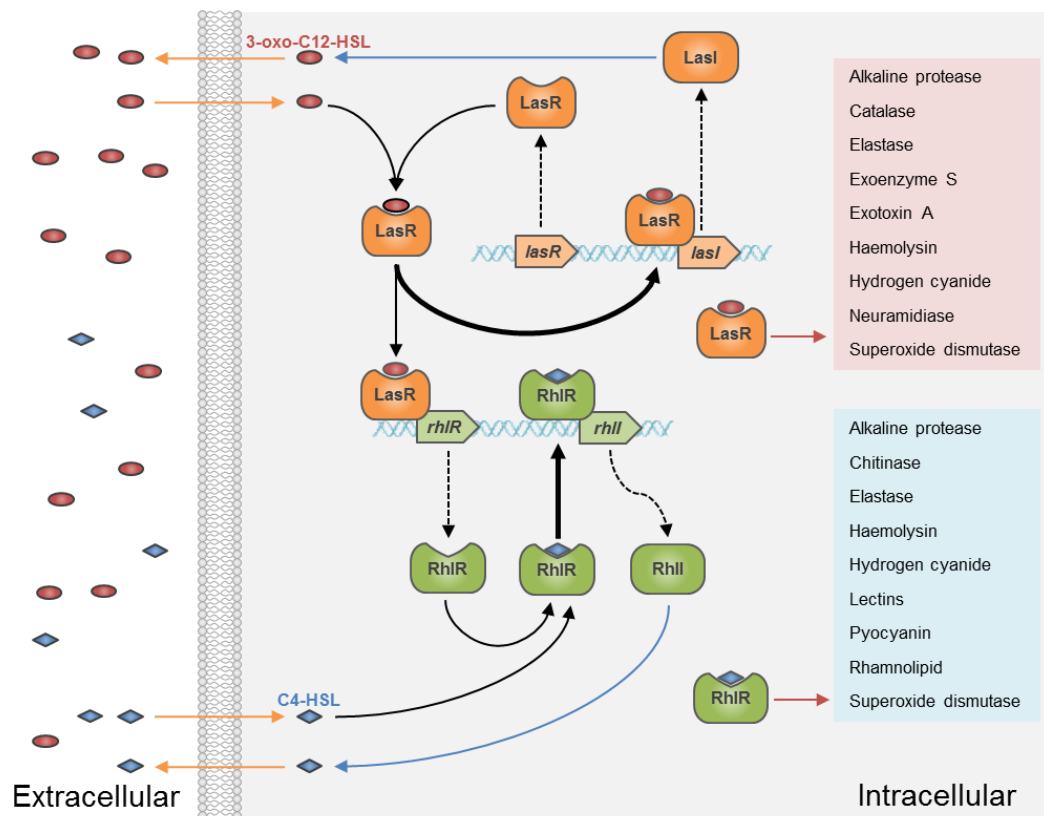 3-oxo-C12-HSL
LasI
LasR
LasR
LasR
lasR
lasI
LasR
LasR
rhlR
RhlR
rhlI
RhlR
RhlR
RhlI
C4-HSL
RhlR
Alkaline protease
Catalase
Elastase
Exoenzyme S
Exotoxin A
Haemolysin
Hydrogen cyanide
Neuramidiase
Superoxide dismutase
Alkaline protease
Chitinase
Elastase
Haemolysin
Hydrogen cyanide
Lectins
Pyocyanin
Rhamnolipid
Superoxide dismutase
Extracellular
Intracellular